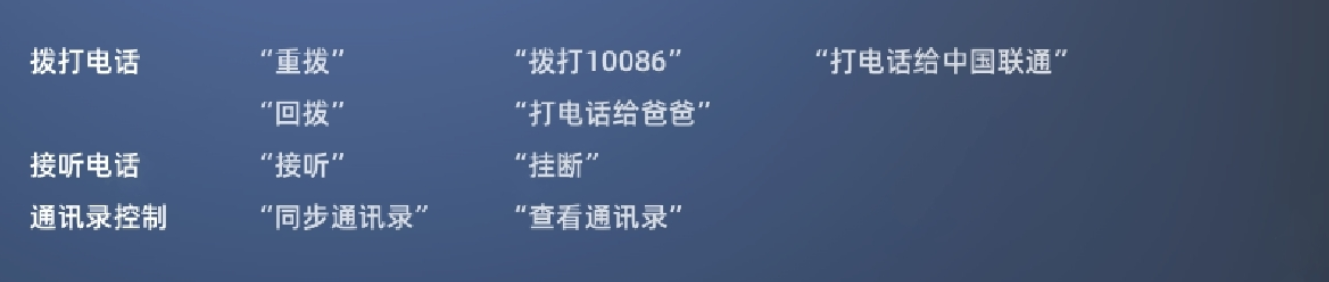 拨打电话 “重拨” “拨打10086” “打电话给中国联通”
“回拨” “打电话给爸爸”
接听电话 “接听” “挂断”
通讯录控制 “同步通讯录” “查看通讯录”